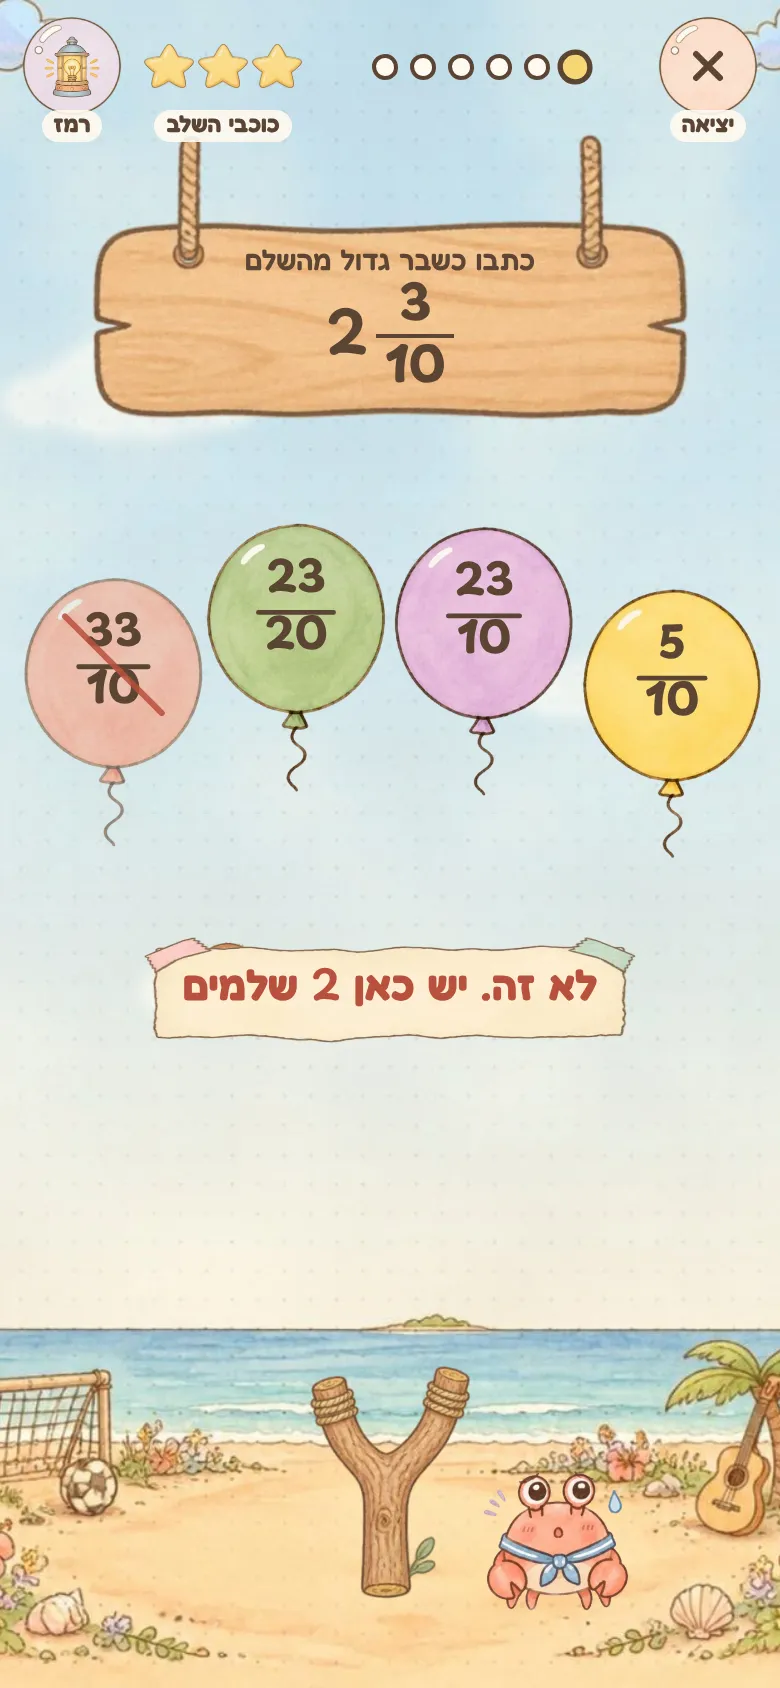 יציאה
כוכבי השלב
רמז
כתבו כשבר גדול מהשלם
2 3/10
33/10
23/20
23/10
5/10
לא זה. יש כאן 2 שלמים